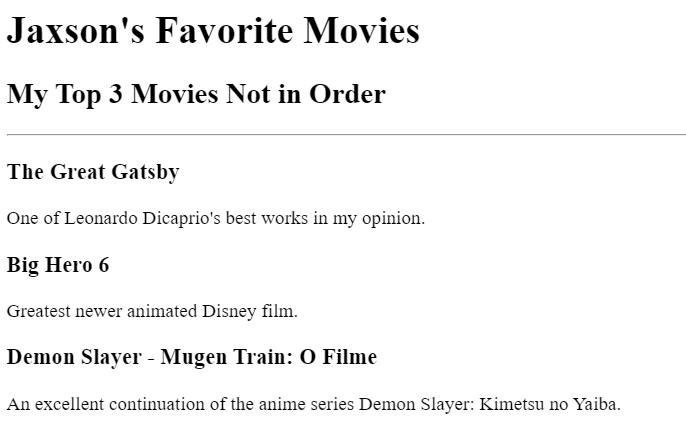 Jaxson's Favorite Movies
My Top 3 Movies Not in Order
The Great Gatsby
One of Leonardo Dicaprio's best works in my opinion.
Big Hero 6
Greatest newer animated Disney film.
Demon Slayer - Mugen Train: O Filme
An excellent continuation of the anime series Demon Slayer: Kimetsu no Yaiba.